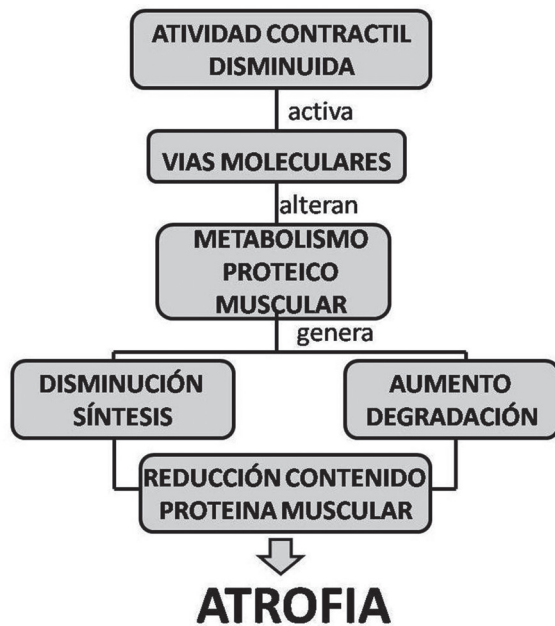 ATIVIDAD CONTRACTIL
DISMINUIDA
activa
VIAS MOLECULARES
alteran
METABOLISMO
PROTEICO
MUSCULAR
genera
DISMINUCIÓN
SÍNTESIS
AUMENTO
DEGRADACIÓN
REDUCCIÓN CONTENIDO
PROTEINA MUSCULAR
ATROFIA